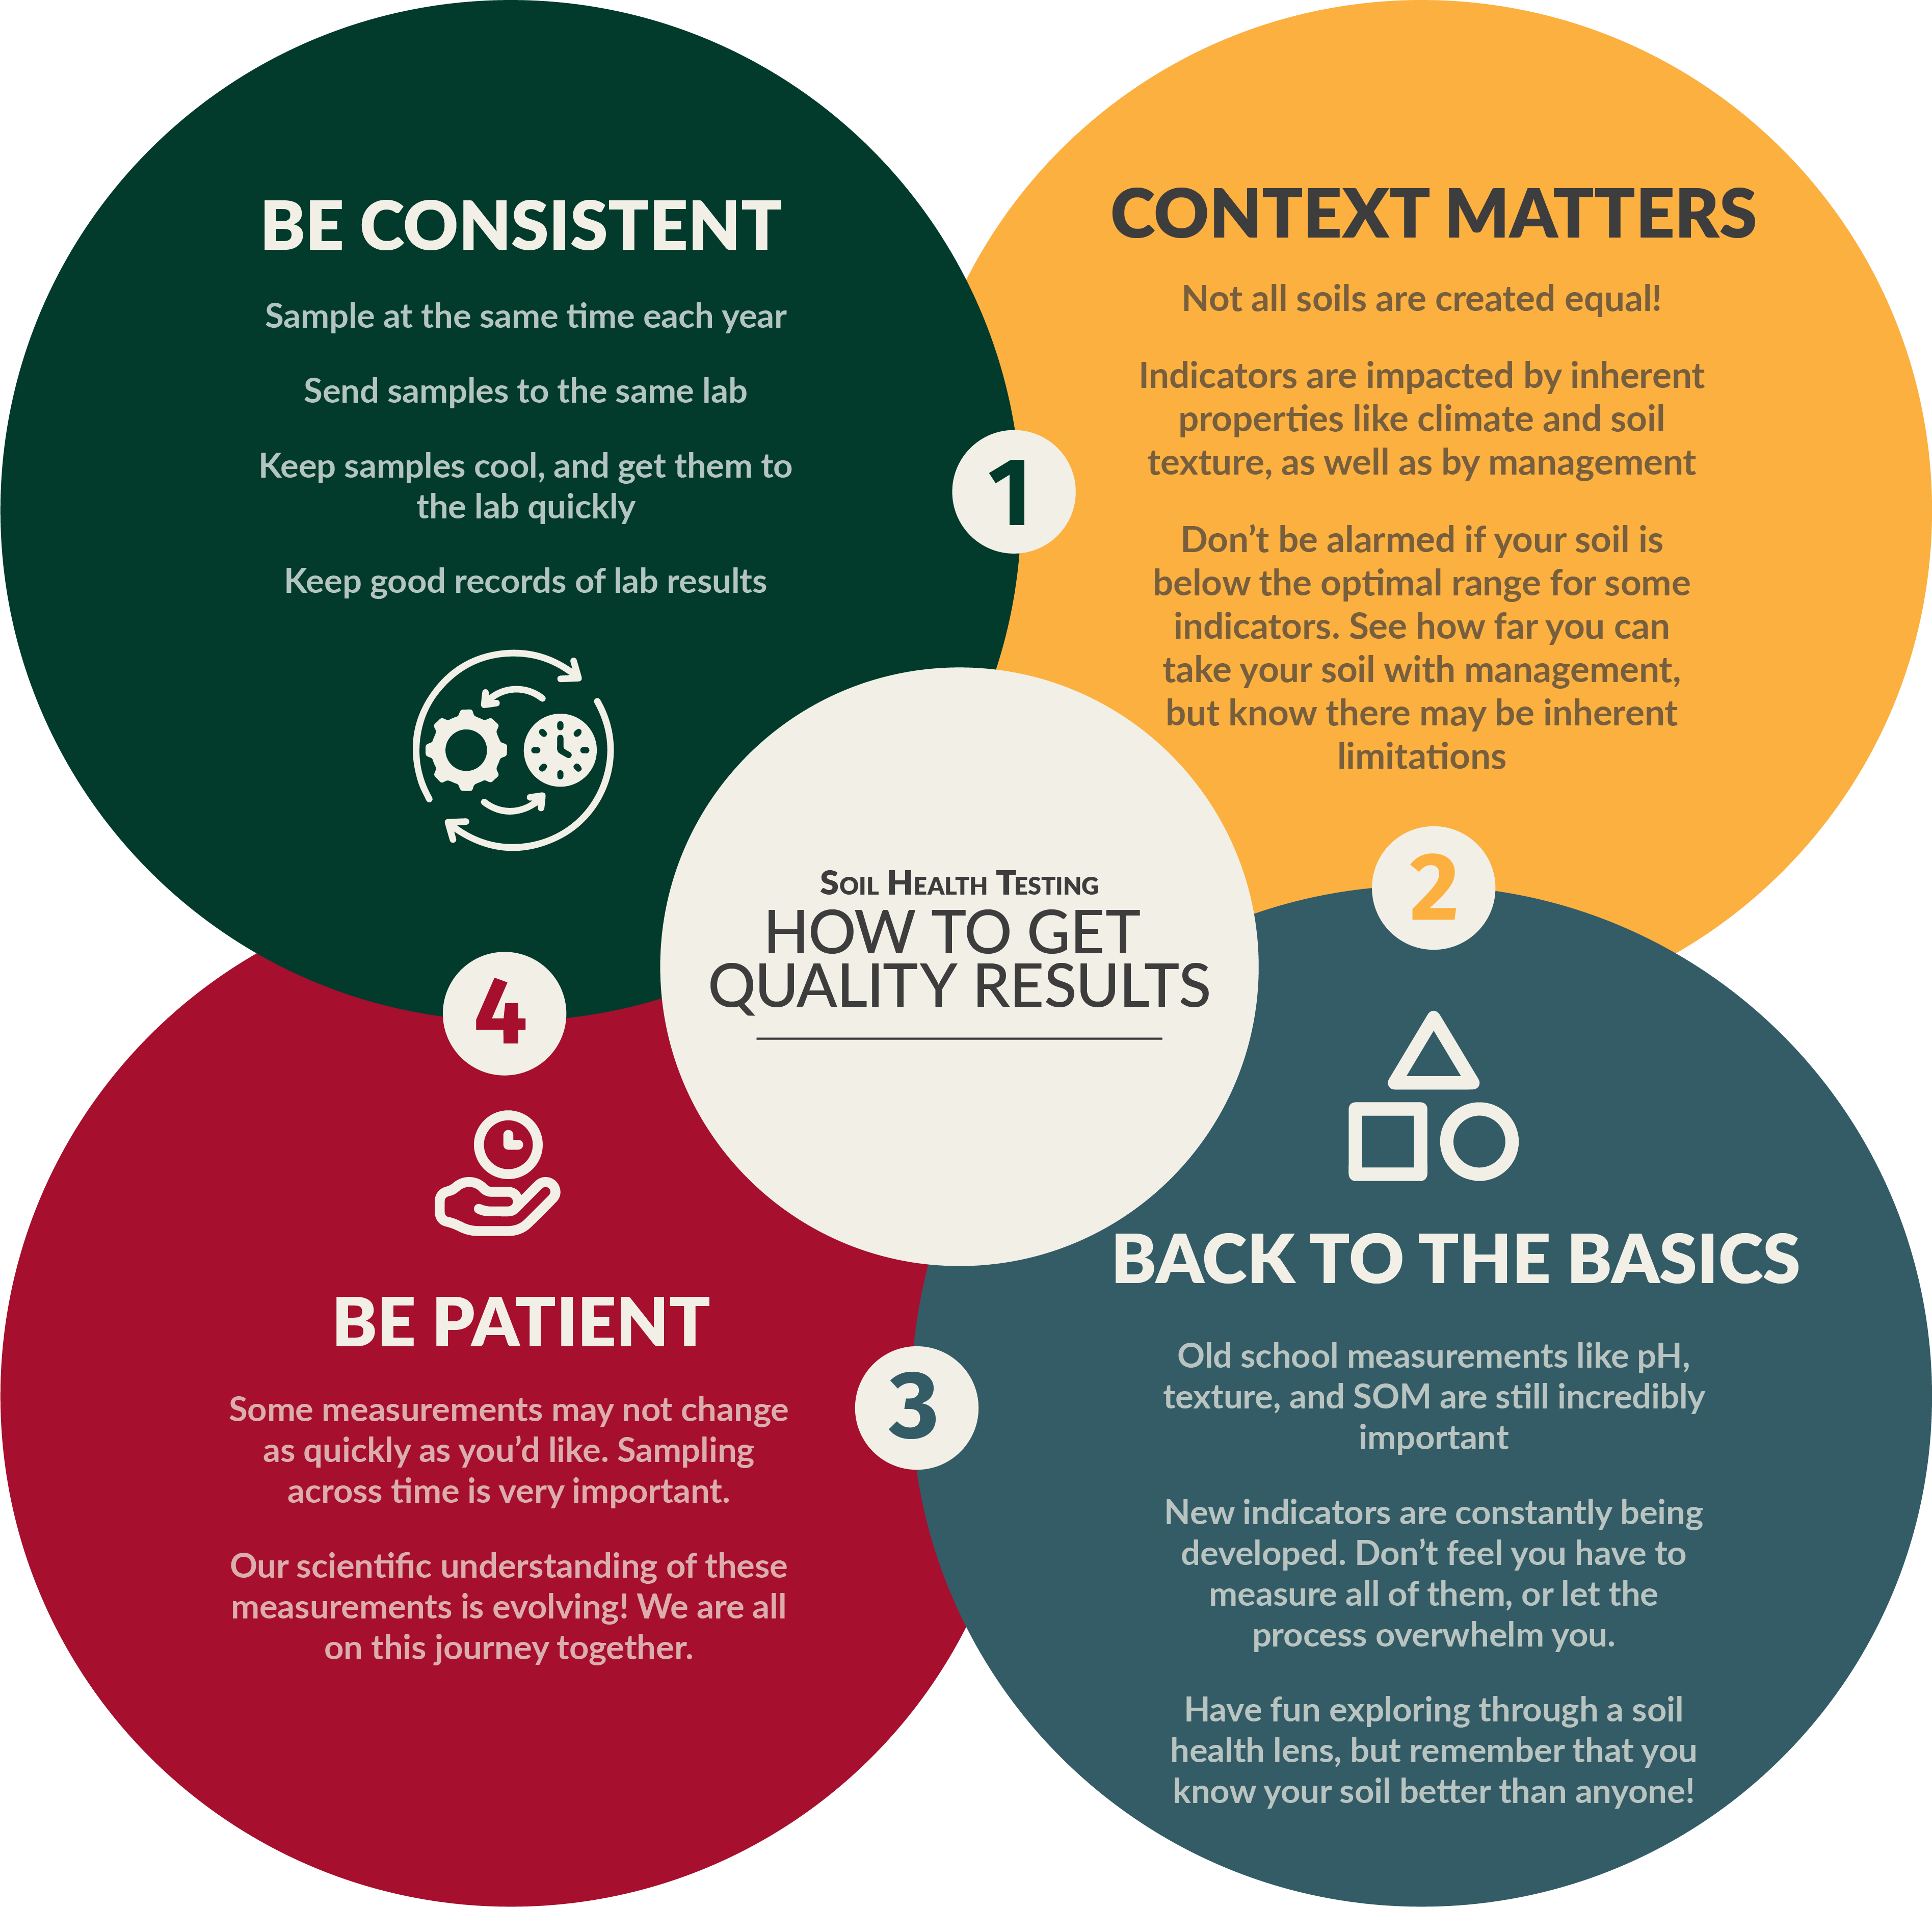 BE CONSISTENT
Sample at the same time each year
Send samples to the same lab
Keep samples cool, and get them to
the lab quickly
Keep good records of lab results
1
CONTEXT MATTERS
Not all soils are created equal!
Indicators are impacted by inherent
properties like climate and soil
texture, as well as by management
Don’t be alarmed if your soil is
below the optimal range for some
indicators. See how far you can
take your soil with management,
but know there may be inherent
limitations
2
SOIL HEALTH TESTING
HOW TO GET
QUALITY RESULTS
BACK TO THE BASICS
Old school measurements like pH,
texture, and SOM are still incredibly
important
New indicators are constantly being
developed. Don’t feel you have to
measure all of them, or let the
process overwhelm you.
Have fun exploring through a soil
health lens, but remember that you
know your soil better than anyone!
3
4
BE PATIENT
Some measurements may not change
as quickly as you’d like. Sampling
across time is very important.
Our scientific understanding of these
measurements is evolving! We are all
on this journey together.